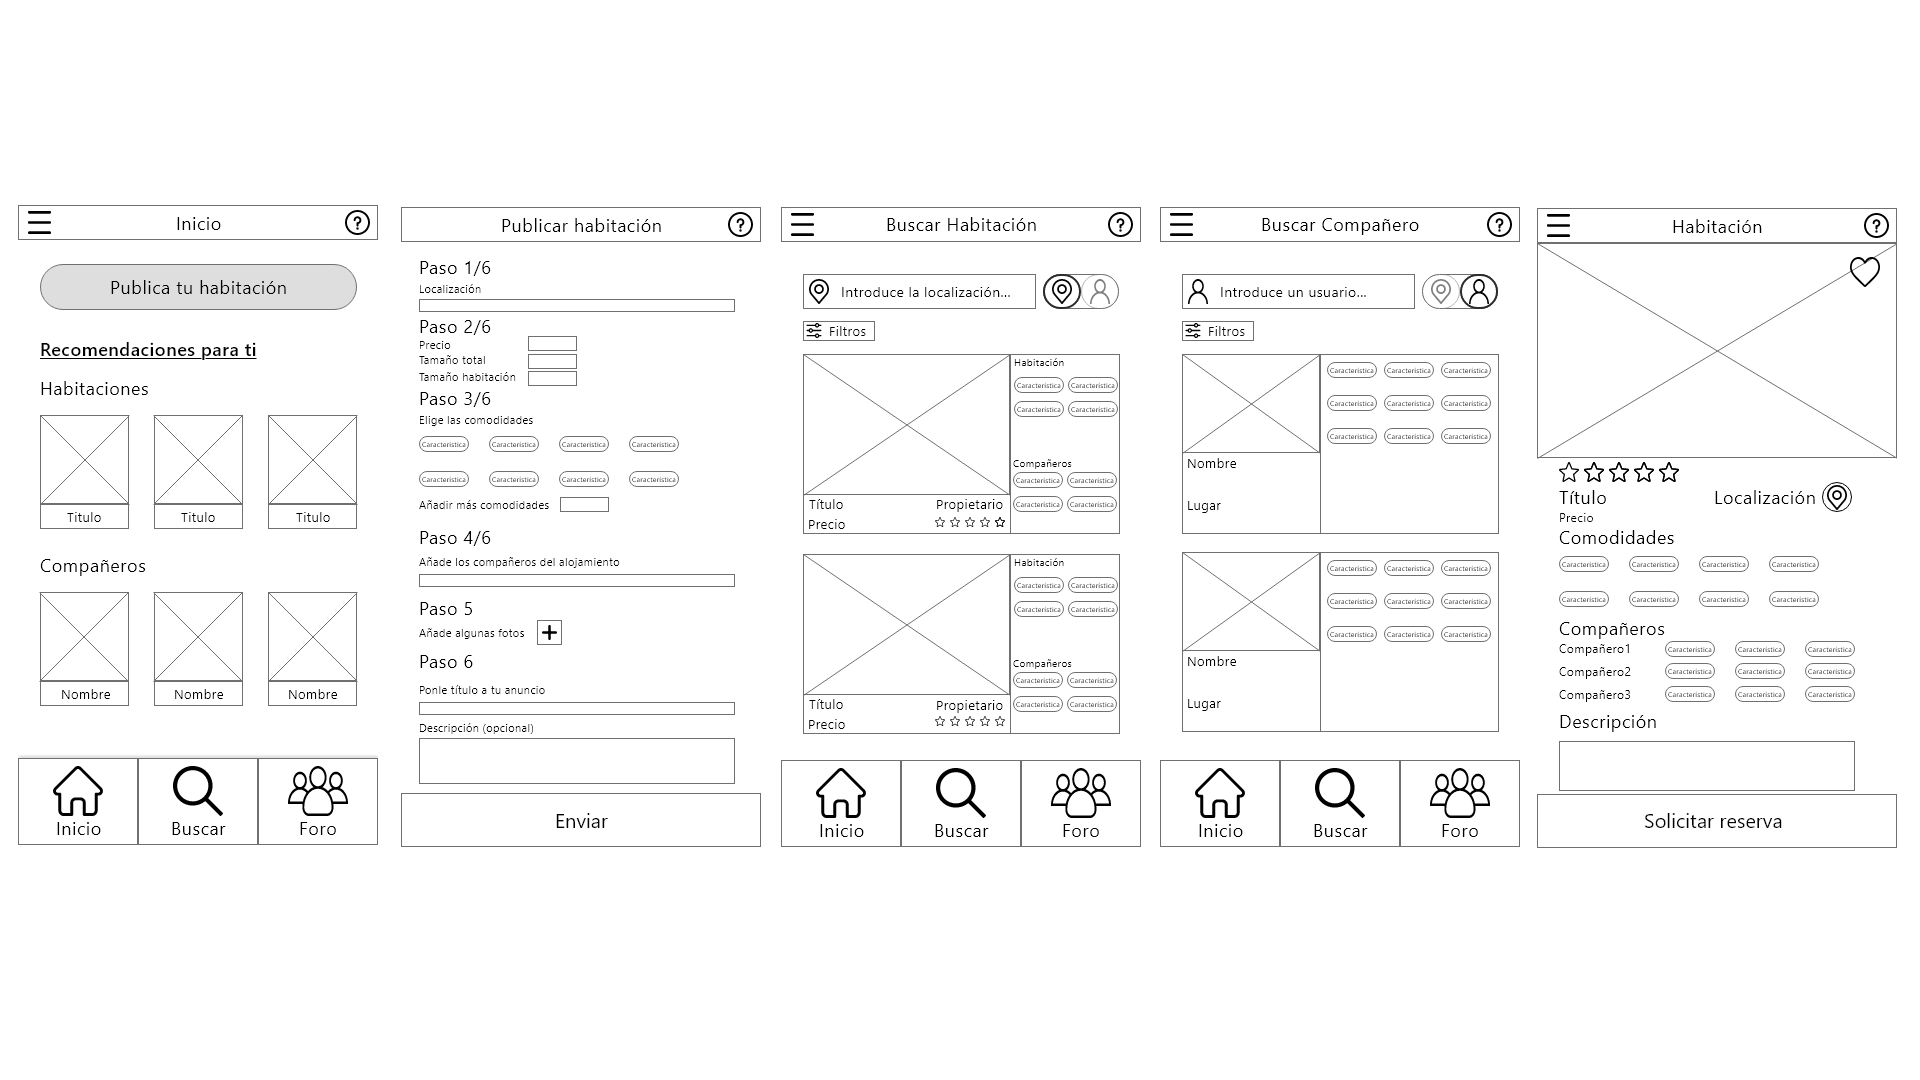 Inicio
Publica tu habitación
Recomendaciones para ti
Habitaciones
Titulo Titulo Titulo
Compañeros
Nombre Nombre Nombre
Inicio Buscar Foro
Publicar habitación
Paso 1/6
Localización
Paso 2/6
Precio
Tamaño total
Tamaño habitación
Paso 3/6
Elige las comodidades
Característica Característica Característica Característica
Característica Característica Característica Característica
Añadir más comodidades
Paso 4/6
Añade los compañeros del alojamiento
Paso 5
Añade algunas fotos
Paso 6
Ponle título a tu anuncio
Descripción (opcional)
Enviar
Buscar Habitación
Introduce la localización...
Filtros
Habitación
Característica Característica
Característica Característica
Compañeros
Característica Característica
Característica Característica
Título Propietario
Precio
Habitación
Característica Característica
Característica Característica
Compañeros
Característica Característica
Característica Característica
Título Propietario
Precio
Inicio Buscar Foro
Buscar Compañero
Introduce un usuario...
Filtros
Característica Característica Característica
Característica Característica Característica
Característica Característica Característica
Nombre
Lugar
Característica Característica Característica
Característica Característica Característica
Característica Característica Característica
Nombre
Lugar
Inicio Buscar Foro
Habitación
Título Localización
Precio
Comodidades
Característica Característica Característica Característica
Característica Característica Característica Característica
Compañeros
Compañero1 Característica Característica Característica
Compañero2 Característica Característica Característica
Compañero3 Característica Característica Característica
Descripción
Solicitar reserva